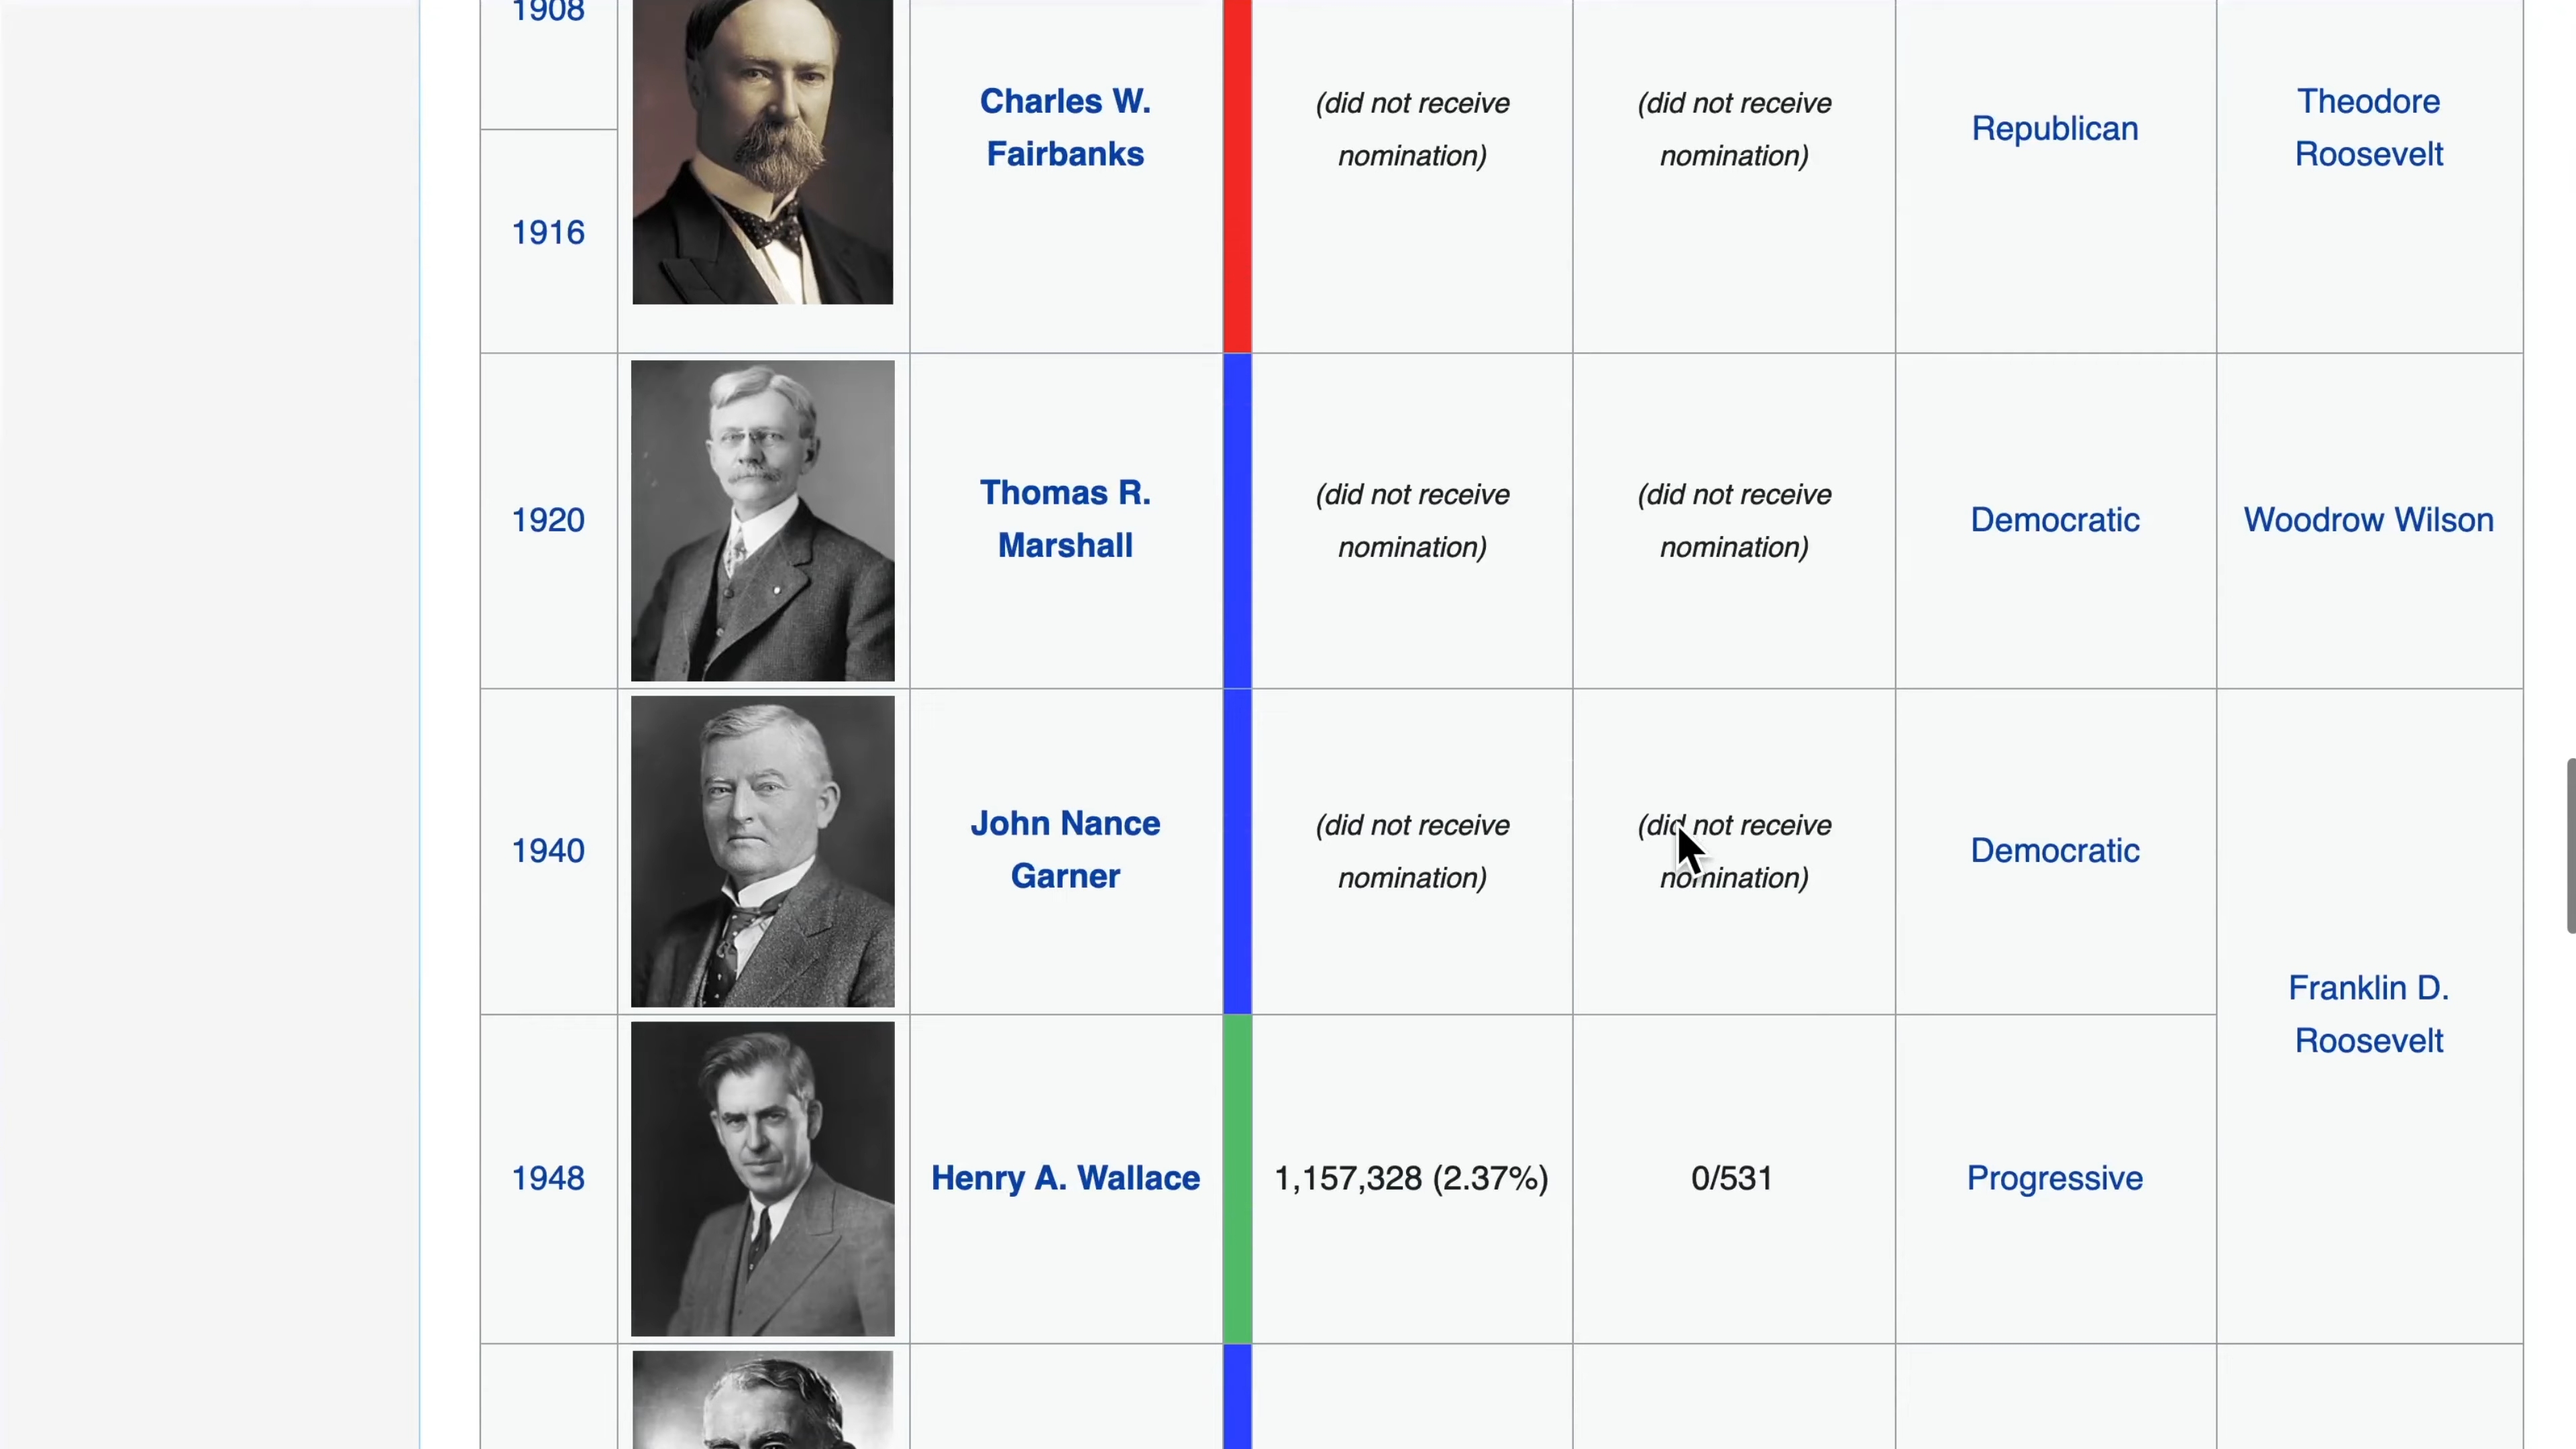 1908
Charles W.
Fairbanks
(did not receive
nomination)
(did not receive
nomination)
Republican
Theodore
Roosevelt
1916
1920
Thomas R.
Marshall
(did not receive
nomination)
(did not receive
nomination)
Democratic
Woodrow Wilson
1940
John Nance
Garner
(did not receive
nomination)
(did not receive
nomination)
Democratic
Franklin D.
Roosevelt
1948
Henry A. Wallace
1,157,328 (2.37%)
0/531
Progressive